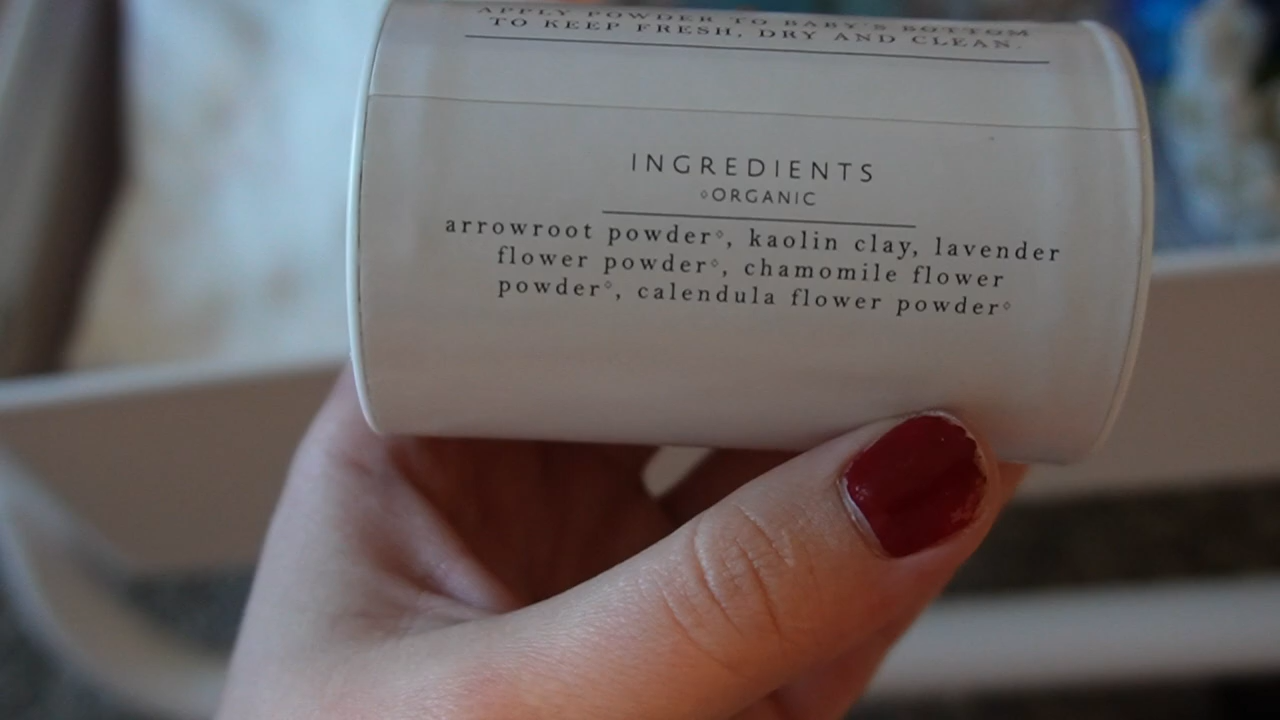 APPLY POWDER TO BABY'S BOTTOM
TO KEEP FRESH, DRY AND CLEAN.
INGREDIENTS
◊ORGANIC
arrowroot powder◊, kaolin clay, lavender
flower powder◊, chamomile flower
powder◊, calendula flower powder◊